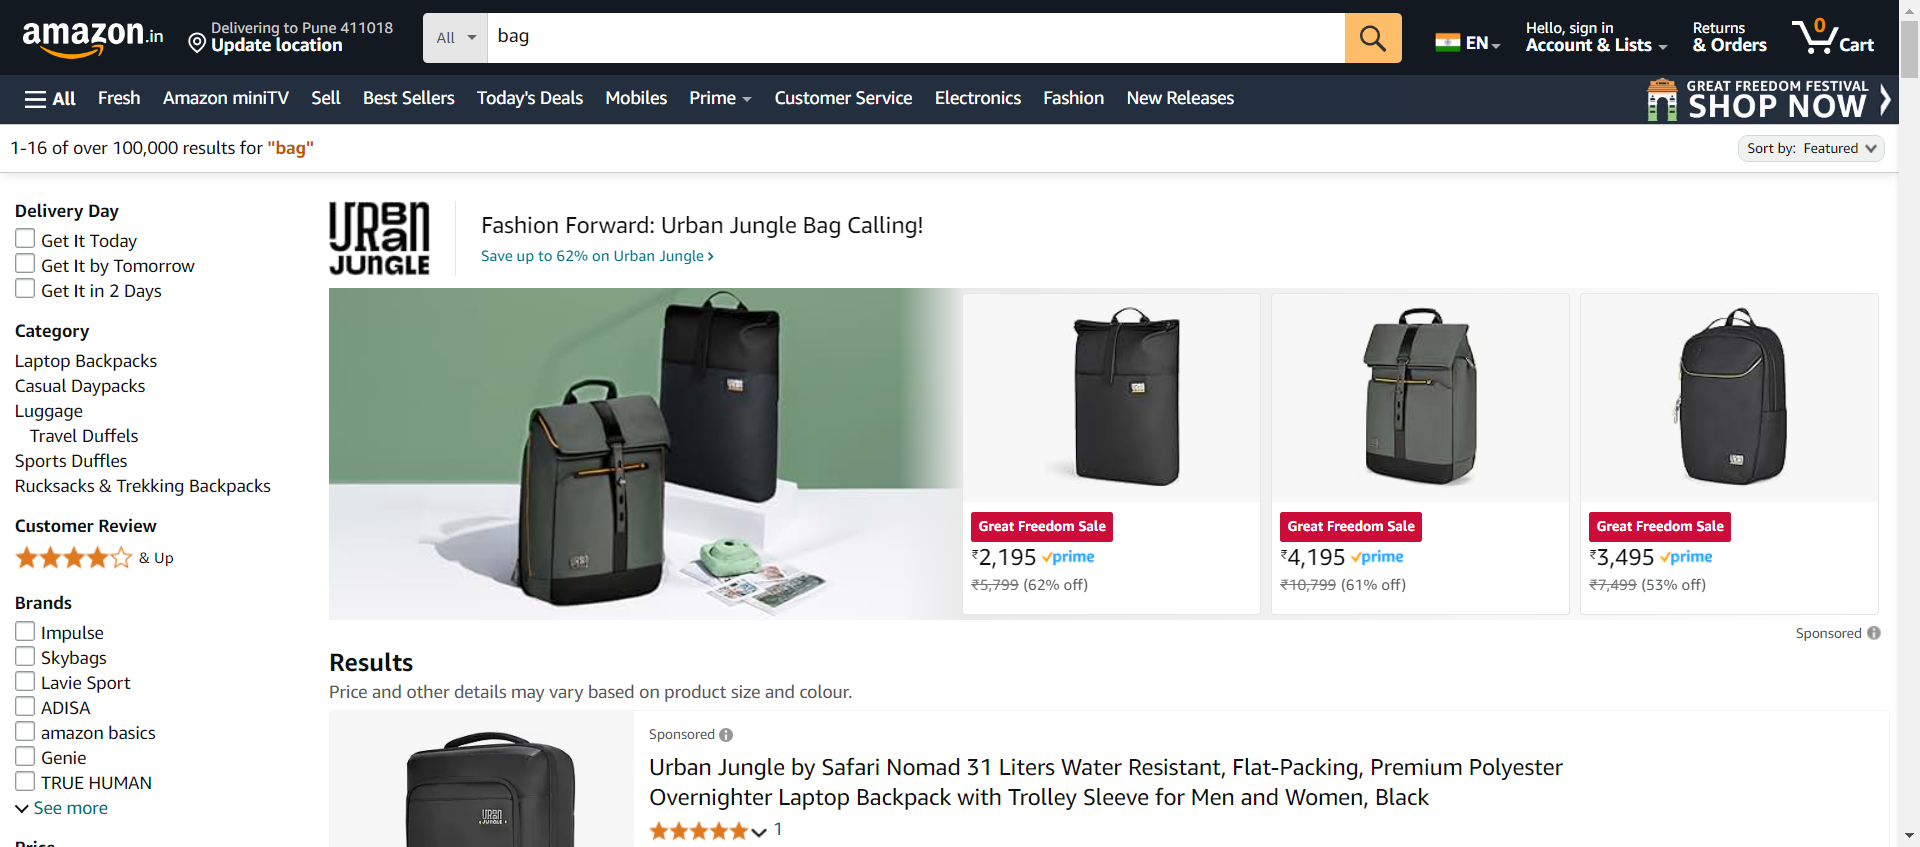 amazon.in
Delivering to Pune 411018
Update location
All
bag
EN
Hello, sign in
Account & Lists
Returns
& Orders
0
Cart
All
Fresh
Amazon miniTV
Sell
Best Sellers
Today's Deals
Mobiles
Prime
Customer Service
Electronics
Fashion
New Releases
GREAT FREEDOM FESTIVAL
SHOP NOW
1-16 of over 100,000 results for "bag"
Sort by: Featured
Delivery Day
Get It Today
Get It by Tomorrow
Get It in 2 Days
Category
Laptop Backpacks
Casual Daypacks
Luggage
Travel Duffels
Sports Duffles
Rucksacks & Trekking Backpacks
Customer Review
& Up
Brands
Impulse
Skybags
Lavie Sport
ADISA
amazon basics
Genie
TRUE HUMAN
See more
Price
URBAN
JUNGLE
Fashion Forward: Urban Jungle Bag Calling!
Save up to 62% on Urban Jungle ›
Great Freedom Sale
₹2,195 prime
₹5,799 (62% off)
Great Freedom Sale
₹4,195 prime
₹10,799 (61% off)
Great Freedom Sale
₹3,495 prime
₹7,499 (53% off)
Sponsored
Results
Price and other details may vary based on product size and colour.
URBAN
JUNGLE
Sponsored
Urban Jungle by Safari Nomad 31 Liters Water Resistant, Flat-Packing, Premium Polyester
Overnighter Laptop Backpack with Trolley Sleeve for Men and Women, Black
1